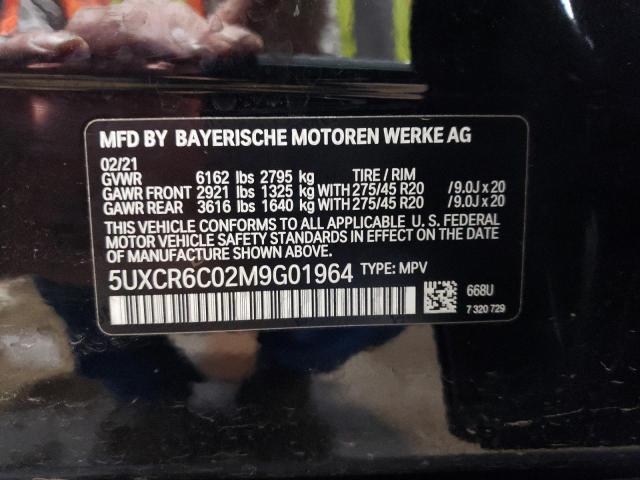 MFD BY BAYERISCHE MOTOREN WERKE AG
02/21
GVWR 6162 lbs 2795 kg TIRE / RIM
GAWR FRONT 2921 lbs 1325 kg WITH 275/45 R20 /9.0J x 20
GAWR REAR 3616 lbs 1640 kg WITH 275/45 R20 /9.0J x 20
THIS VEHICLE CONFORMS TO ALL APPLICABLE U. S. FEDERAL
MOTOR VEHICLE SAFETY STANDARDS IN EFFECT ON THE DATE
OF MANUFACTURE SHOWN ABOVE.
5UXCR6C02M9G01964 TYPE: MPV
668U
7 320 729